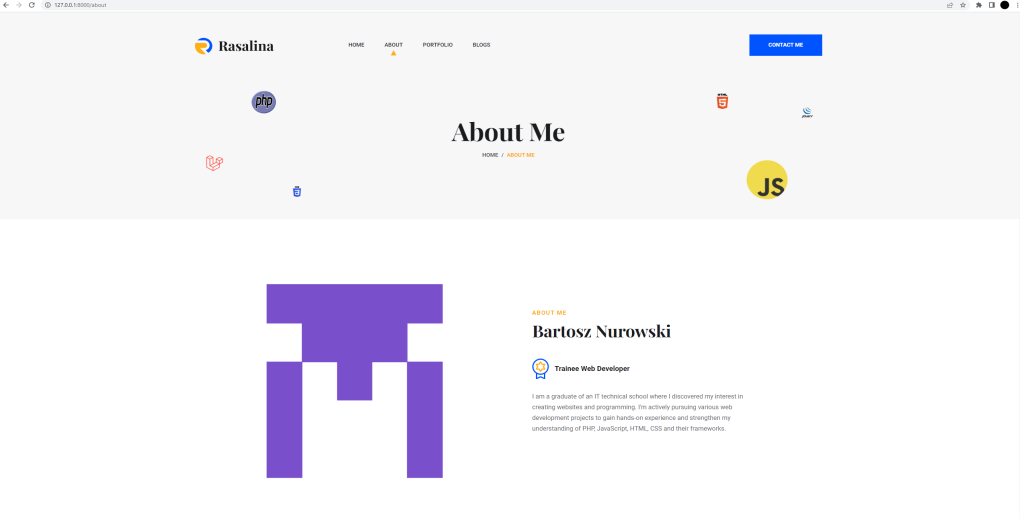 127.0.0.1:8000/about
Rasalina
HOME ABOUT PORTFOLIO BLOGS
CONTACT ME
php
HTML
5
jQuery
About Me
HOME / ABOUT ME
3
JS
ABOUT ME
Bartosz Nurowski
Trainee Web Developer
I am a graduate of an IT technical school where I discovered my interest in
creating websites and programming. I'm actively pursuing various web
development projects to gain hands-on experience and strengthen my
understanding of PHP, JavaScript, HTML, CSS and their frameworks.